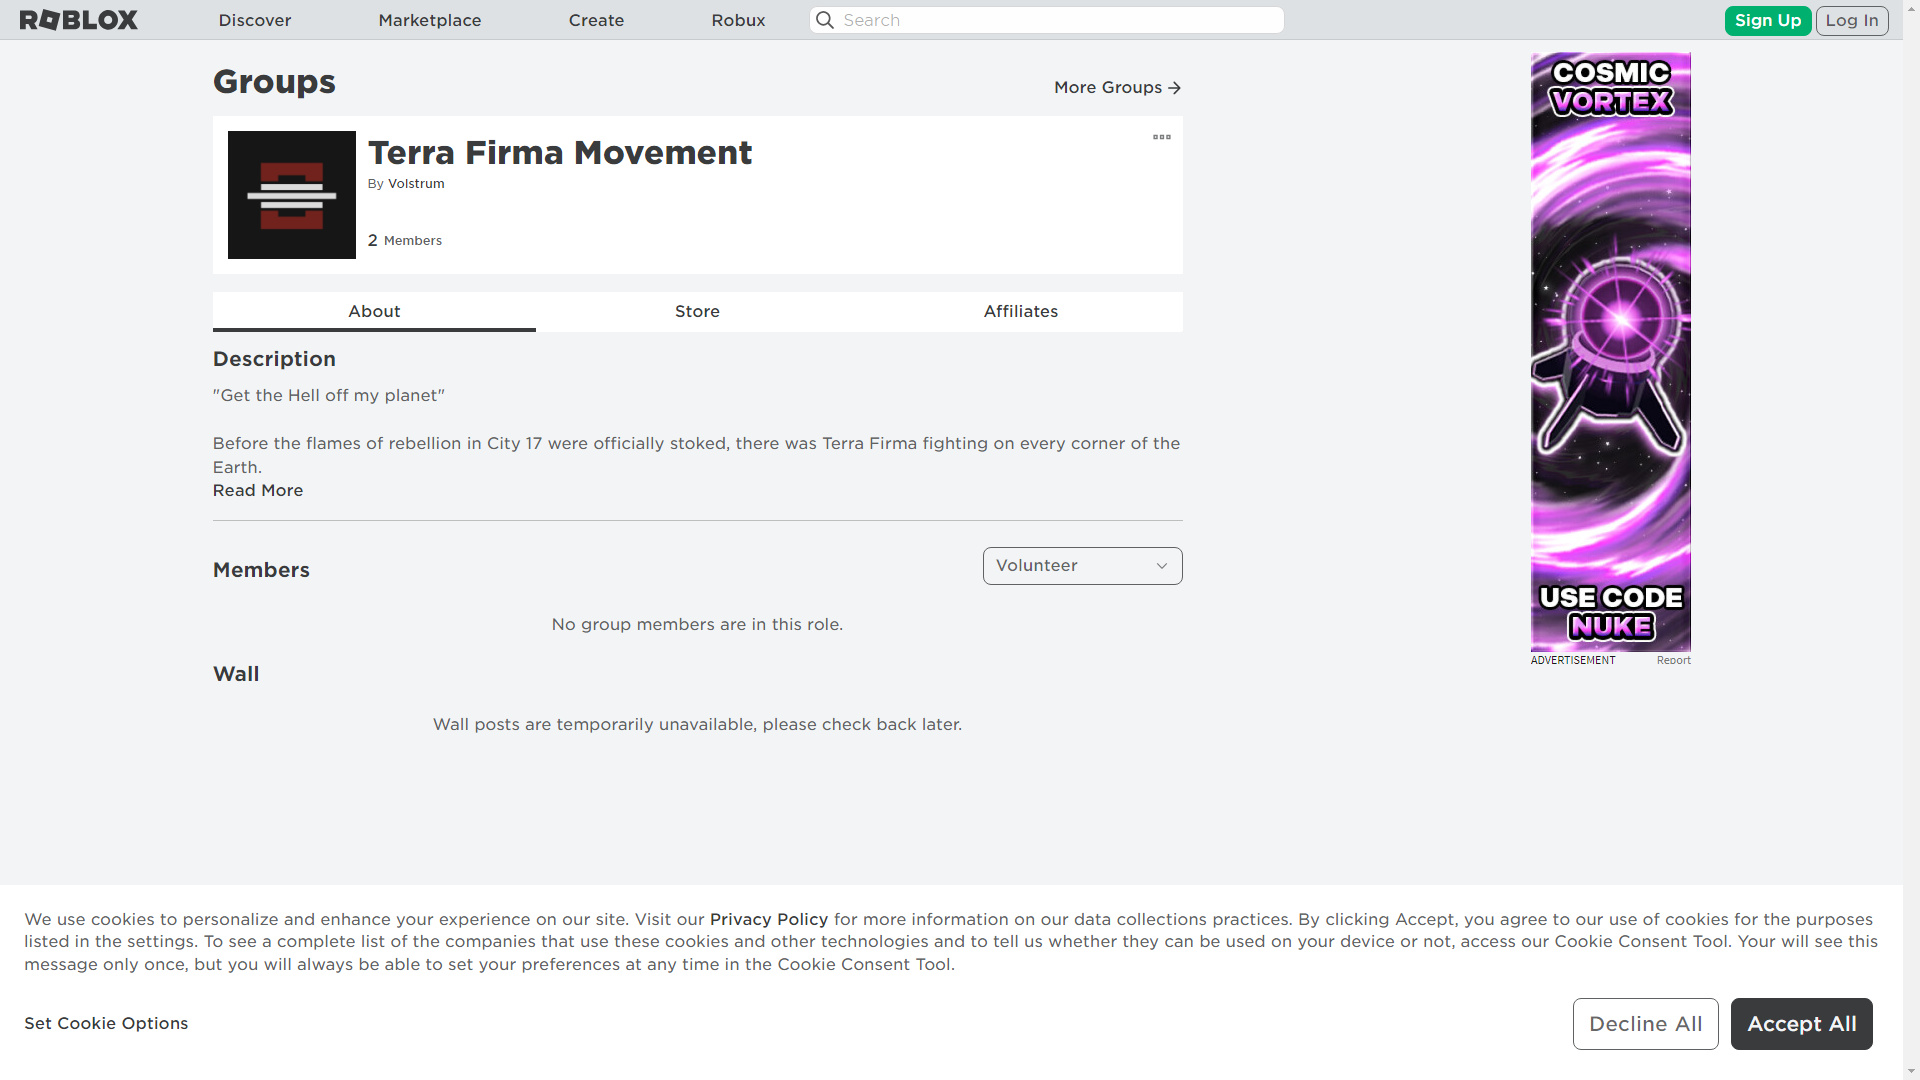 ROBLOX
Discover
Marketplace
Create
Robux
Search
Sign Up
Log In
Groups
More Groups
Terra Firma Movement
By Volstrum
2 Members
About
Store
Affiliates
Description
"Get the Hell off my planet"
Before the flames of rebellion in City 17 were officially stoked, there was Terra Firma fighting on every corner of the
Earth.
Read More
Members
Volunteer
No group members are in this role.
Wall
Wall posts are temporarily unavailable, please check back later.
COSMIC
VORTEX
USE CODE
NUKE
ADVERTISEMENT
Report
We use cookies to personalize and enhance your experience on our site. Visit our Privacy Policy for more information on our data collections practices. By clicking Accept, you agree to our use of cookies for the purposes
listed in the settings. To see a complete list of the companies that use these cookies and other technologies and to tell us whether they can be used on your device or not, access our Cookie Consent Tool. Your will see this
message only once, but you will always be able to set your preferences at any time in the Cookie Consent Tool.
Set Cookie Options
Decline All
Accept All